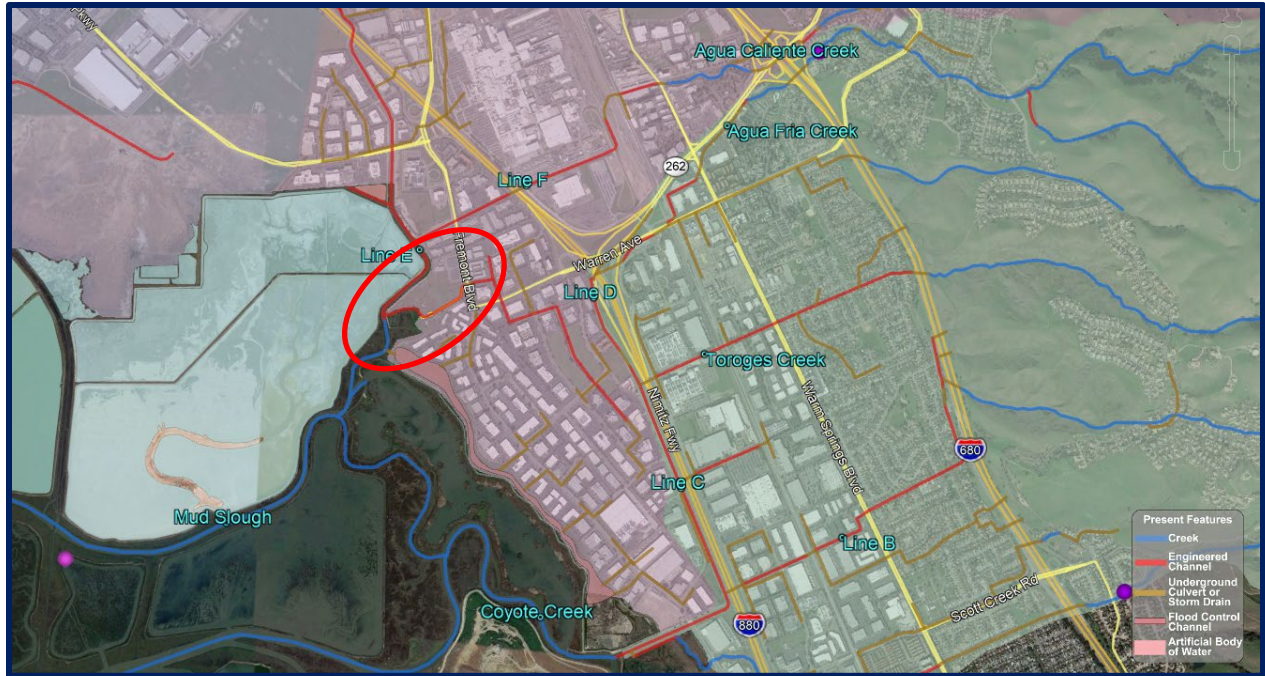 Pkwy
Agua Caliente Creek
Agua Fria Creek
262
Line F
Line E
Fremont Blvd
Warren Ave
Line D
Toroges Creek
Nimitz Fwy
Warm Springs Blvd
680
Line C
Mud Slough
Line B
Coyote Creek
Scott Creek Rd
880
Present Features
Creek
Engineered
Channel
Underground
Culvert or
Storm Drain
Flood Control
Channel
Artificial Body
of Water